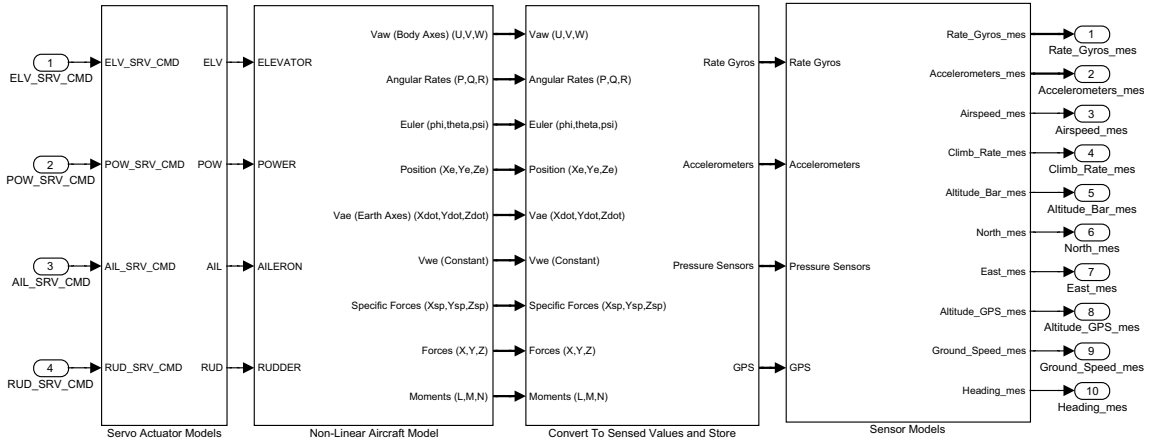 1
ELV_SRV_CMD
2
POW_SRV_CMD
3
AIL_SRV_CMD
4
RUD_SRV_CMD
ELV_SRV_CMD
ELV
POW_SRV_CMD
POW
AIL_SRV_CMD
AIL
RUD_SRV_CMD
RUD
Servo Actuator Models
ELEVATOR
POWER
AILERON
RUDDER
Vaw (Body Axes) (U,V,W)
Angular Rates (P,Q,R)
Euler (phi,theta,psi)
Position (Xe,Ye,Ze)
Vae (Earth Axes) (Xdot,Ydot,Zdot)
Vwe (Constant)
Specific Forces (Xsp,Ysp,Zsp)
Forces (X,Y,Z)
Moments (L,M,N)
Non-Linear Aircraft Model
Vaw (U,V,W)
Angular Rates (P,Q,R)
Euler (phi,theta,psi)
Position (Xe,Ye,Ze)
Vae (Xdot,Ydot,Zdot)
Vwe (Constant)
Specific Forces (Xsp,Ysp,Zsp)
Forces (X,Y,Z)
Moments (L,M,N)
Rate Gyros
Accelerometers
Pressure Sensors
GPS
Convert To Sensed Values and Store
Rate Gyros
Accelerometers
Pressure Sensors
GPS
Rate_Gyros_mes
Accelerometers_mes
Airspeed_mes
Climb_Rate_mes
Altitude_Bar_mes
North_mes
East_mes
Altitude_GPS_mes
Ground_Speed_mes
Heading_mes
Sensor Models
1
Rate_Gyros_mes
2
Accelerometers_mes
3
Airspeed_mes
4
Climb_Rate_mes
5
Altitude_Bar_mes
6
North_mes
7
East_mes
8
Altitude_GPS_mes
9
Ground_Speed_mes
10
Heading_mes